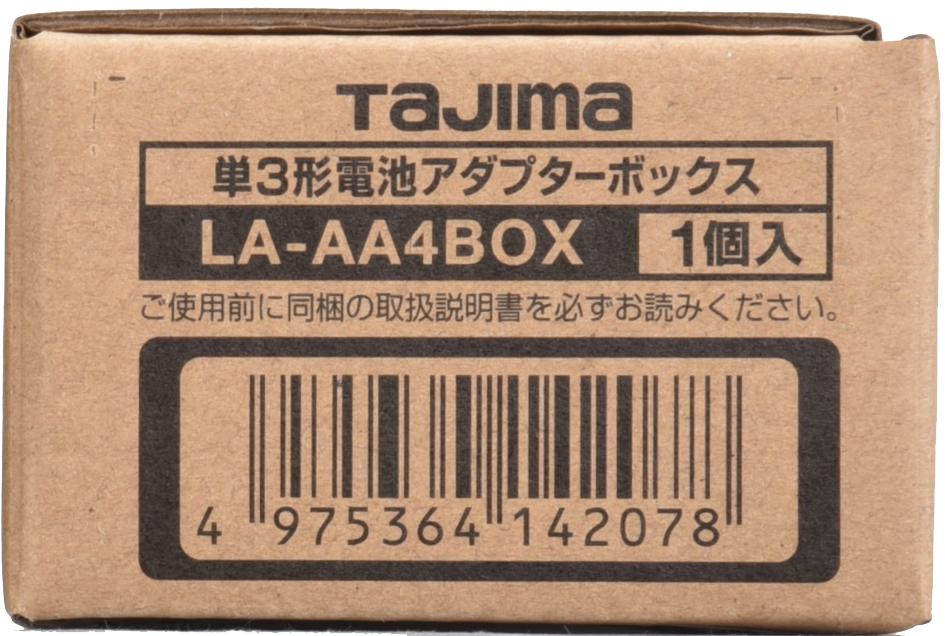 TaJIma
単3形電池アダプターボックス
LA-AA4BOX 1個入
ご使用前に同梱の取扱説明書を必ずお読みください。
4 975364 142078